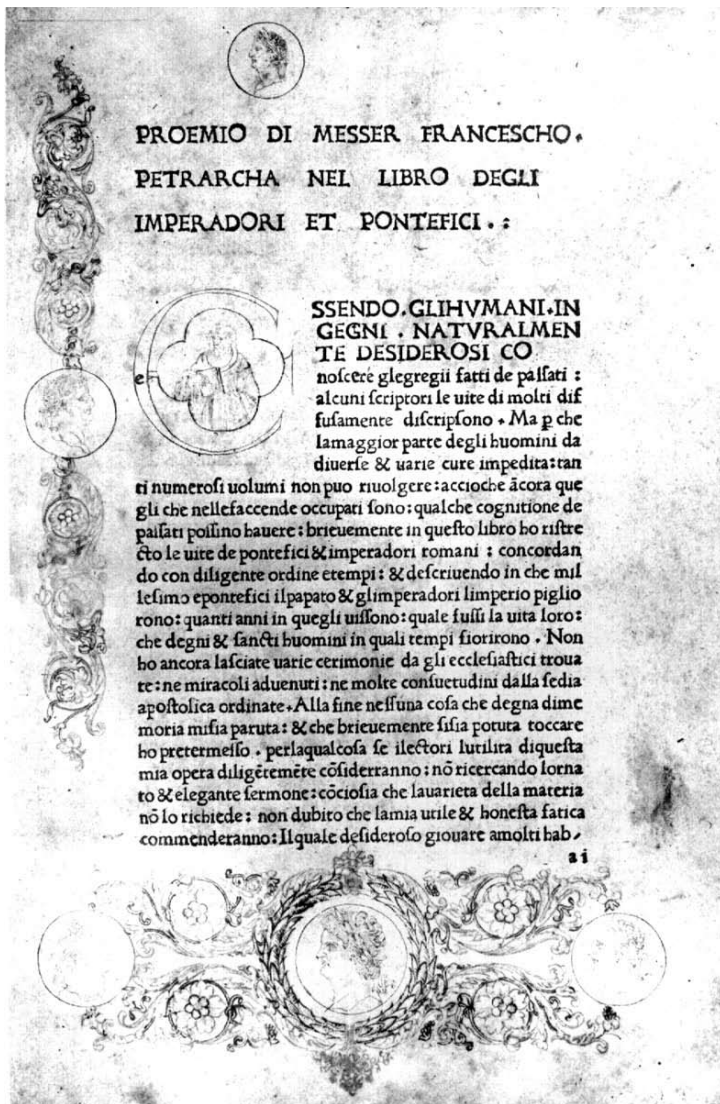 PROEMIO DI MESSER FRANCESCHO.
PETRARCHA NEL LIBRO DEGLI
IMPERADORI ET PONTEFICI . :
e
SSENDO.GLIHVMANI.IN
GEGNI . NATVRALMEN
TE DESIDEROSI CO
noſcere glegregii fatti de paſſati :
alcuni ſcriptori le uite di molti dif
fuſamente diſcripſono . Ma ꝑ che
lamaggior parte degli huomini da
diuerſe & uarie cure impedita:tan
ti numeroſi uolumi non puo riuolgere:accioche ācora que
gli che nellefaccende occupati ſono:qualche cognitione de
paſſati poſſino hauere:brieuemente in queſto libro ho riſtre
cto le uite de pontefici & imperadori romani : concordan
do con diligente ordine etempi: & deſcriuendo in che mil
leſimo epontefici ilpapato & glimperadori limperio piglio
rono: quanti anni in quegli uiſſono: quale fuſſi la uita loro:
che degni & ſancti huomini in quali tempi fiorirono . Non
ho ancora laſciate uarie cerimonie da gli eccleſiaſtici troua
te:ne miracoli aduenuti:ne molte conſuetudini dalla ſedia
apoſtolica ordinate.Alla fine neſſuna coſa che degna dime
moria miſia paruta: & che brieuemente ſiſia potuta toccare
ho pretermeſſo . perlaqualcoſa ſe ilectori lutilita diqueſta
mia opera diligētemēte cōſiderranno : nō ricercando lorna
to & elegante ſermone:cōcioſia che lauarieta della materia
nō lo richiede : non dubito che lamia utile & honeſta fatica
commenderanno:Ilquale deſideroſo giouare amolti hab/
a i